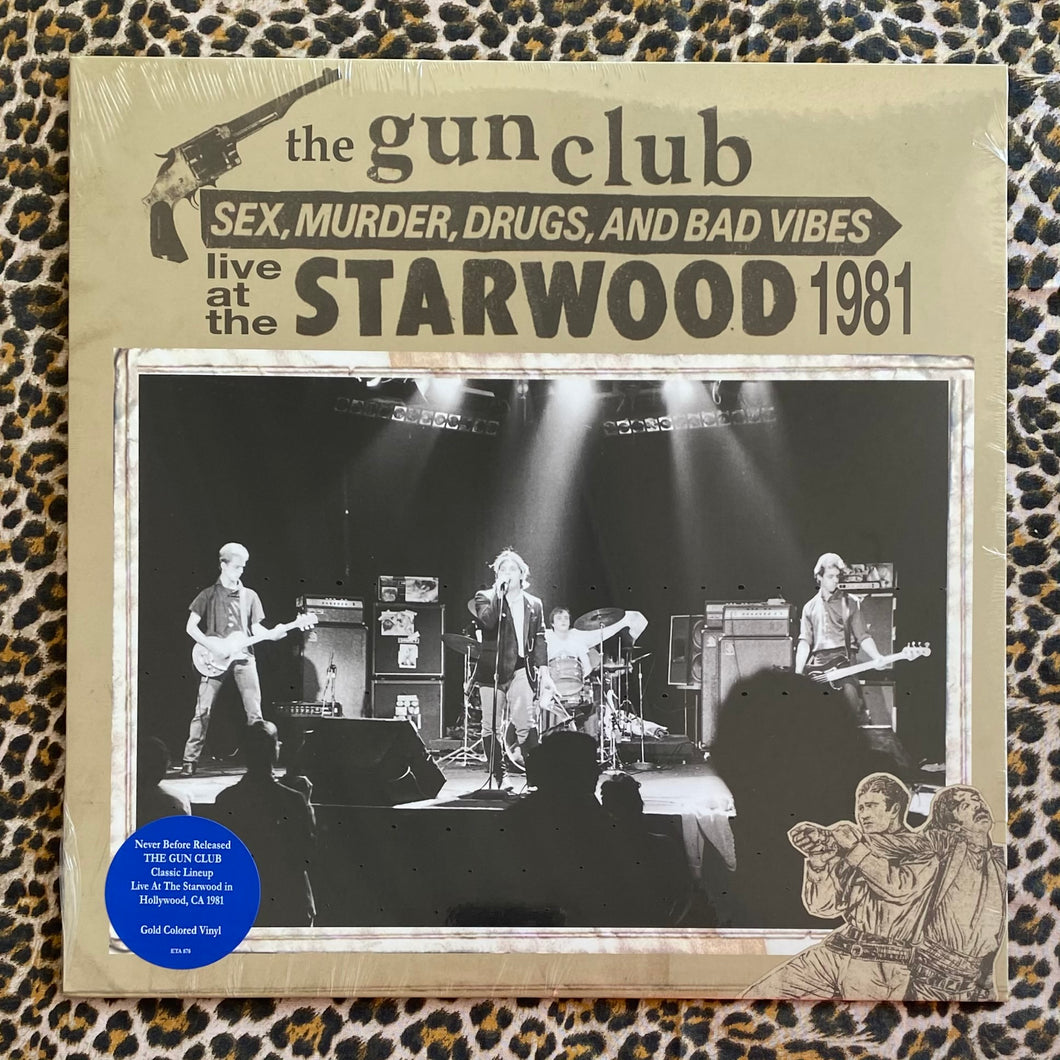 the gun club
SEX, MURDER, DRUGS, AND BAD VIBES
live
at
the
STARWOOD 1981
Never Before Released
THE GUN CLUB
Classic Lineup
Live At The Starwood in
Hollywood, CA 1981
Gold Colored Vinyl
ETA 876